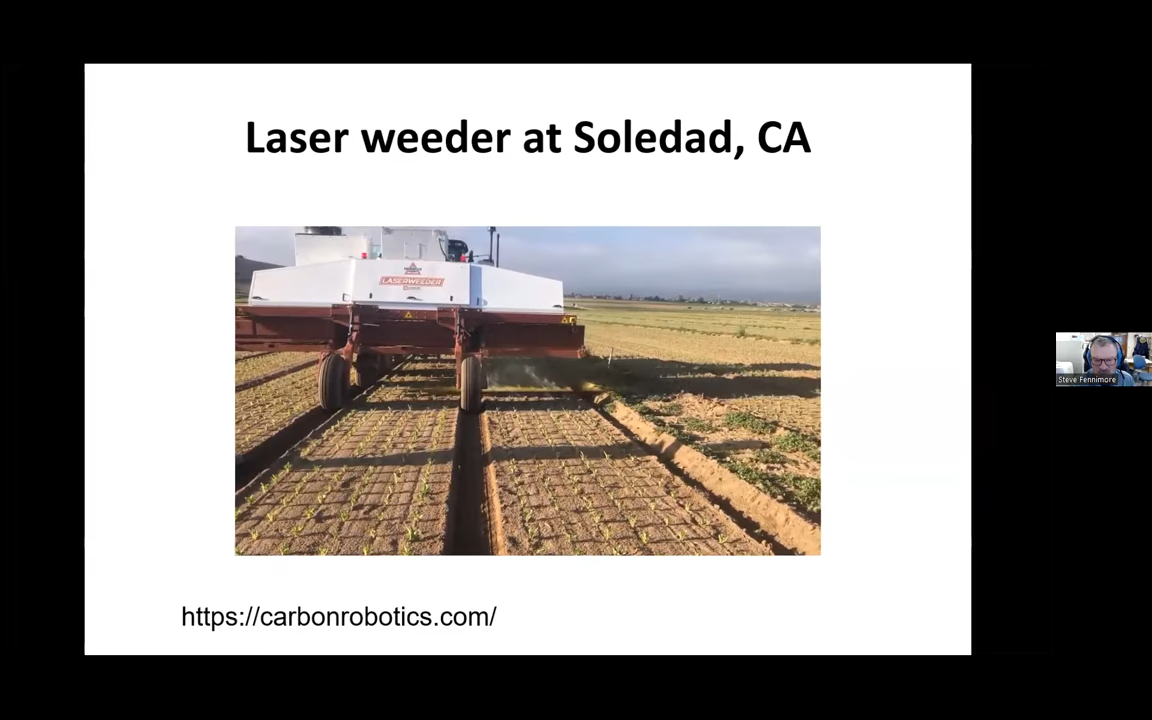 Laser weeder at Soledad, CA
LASERWEEDER
https://carbonrobotics.com/
Steve Fennimore